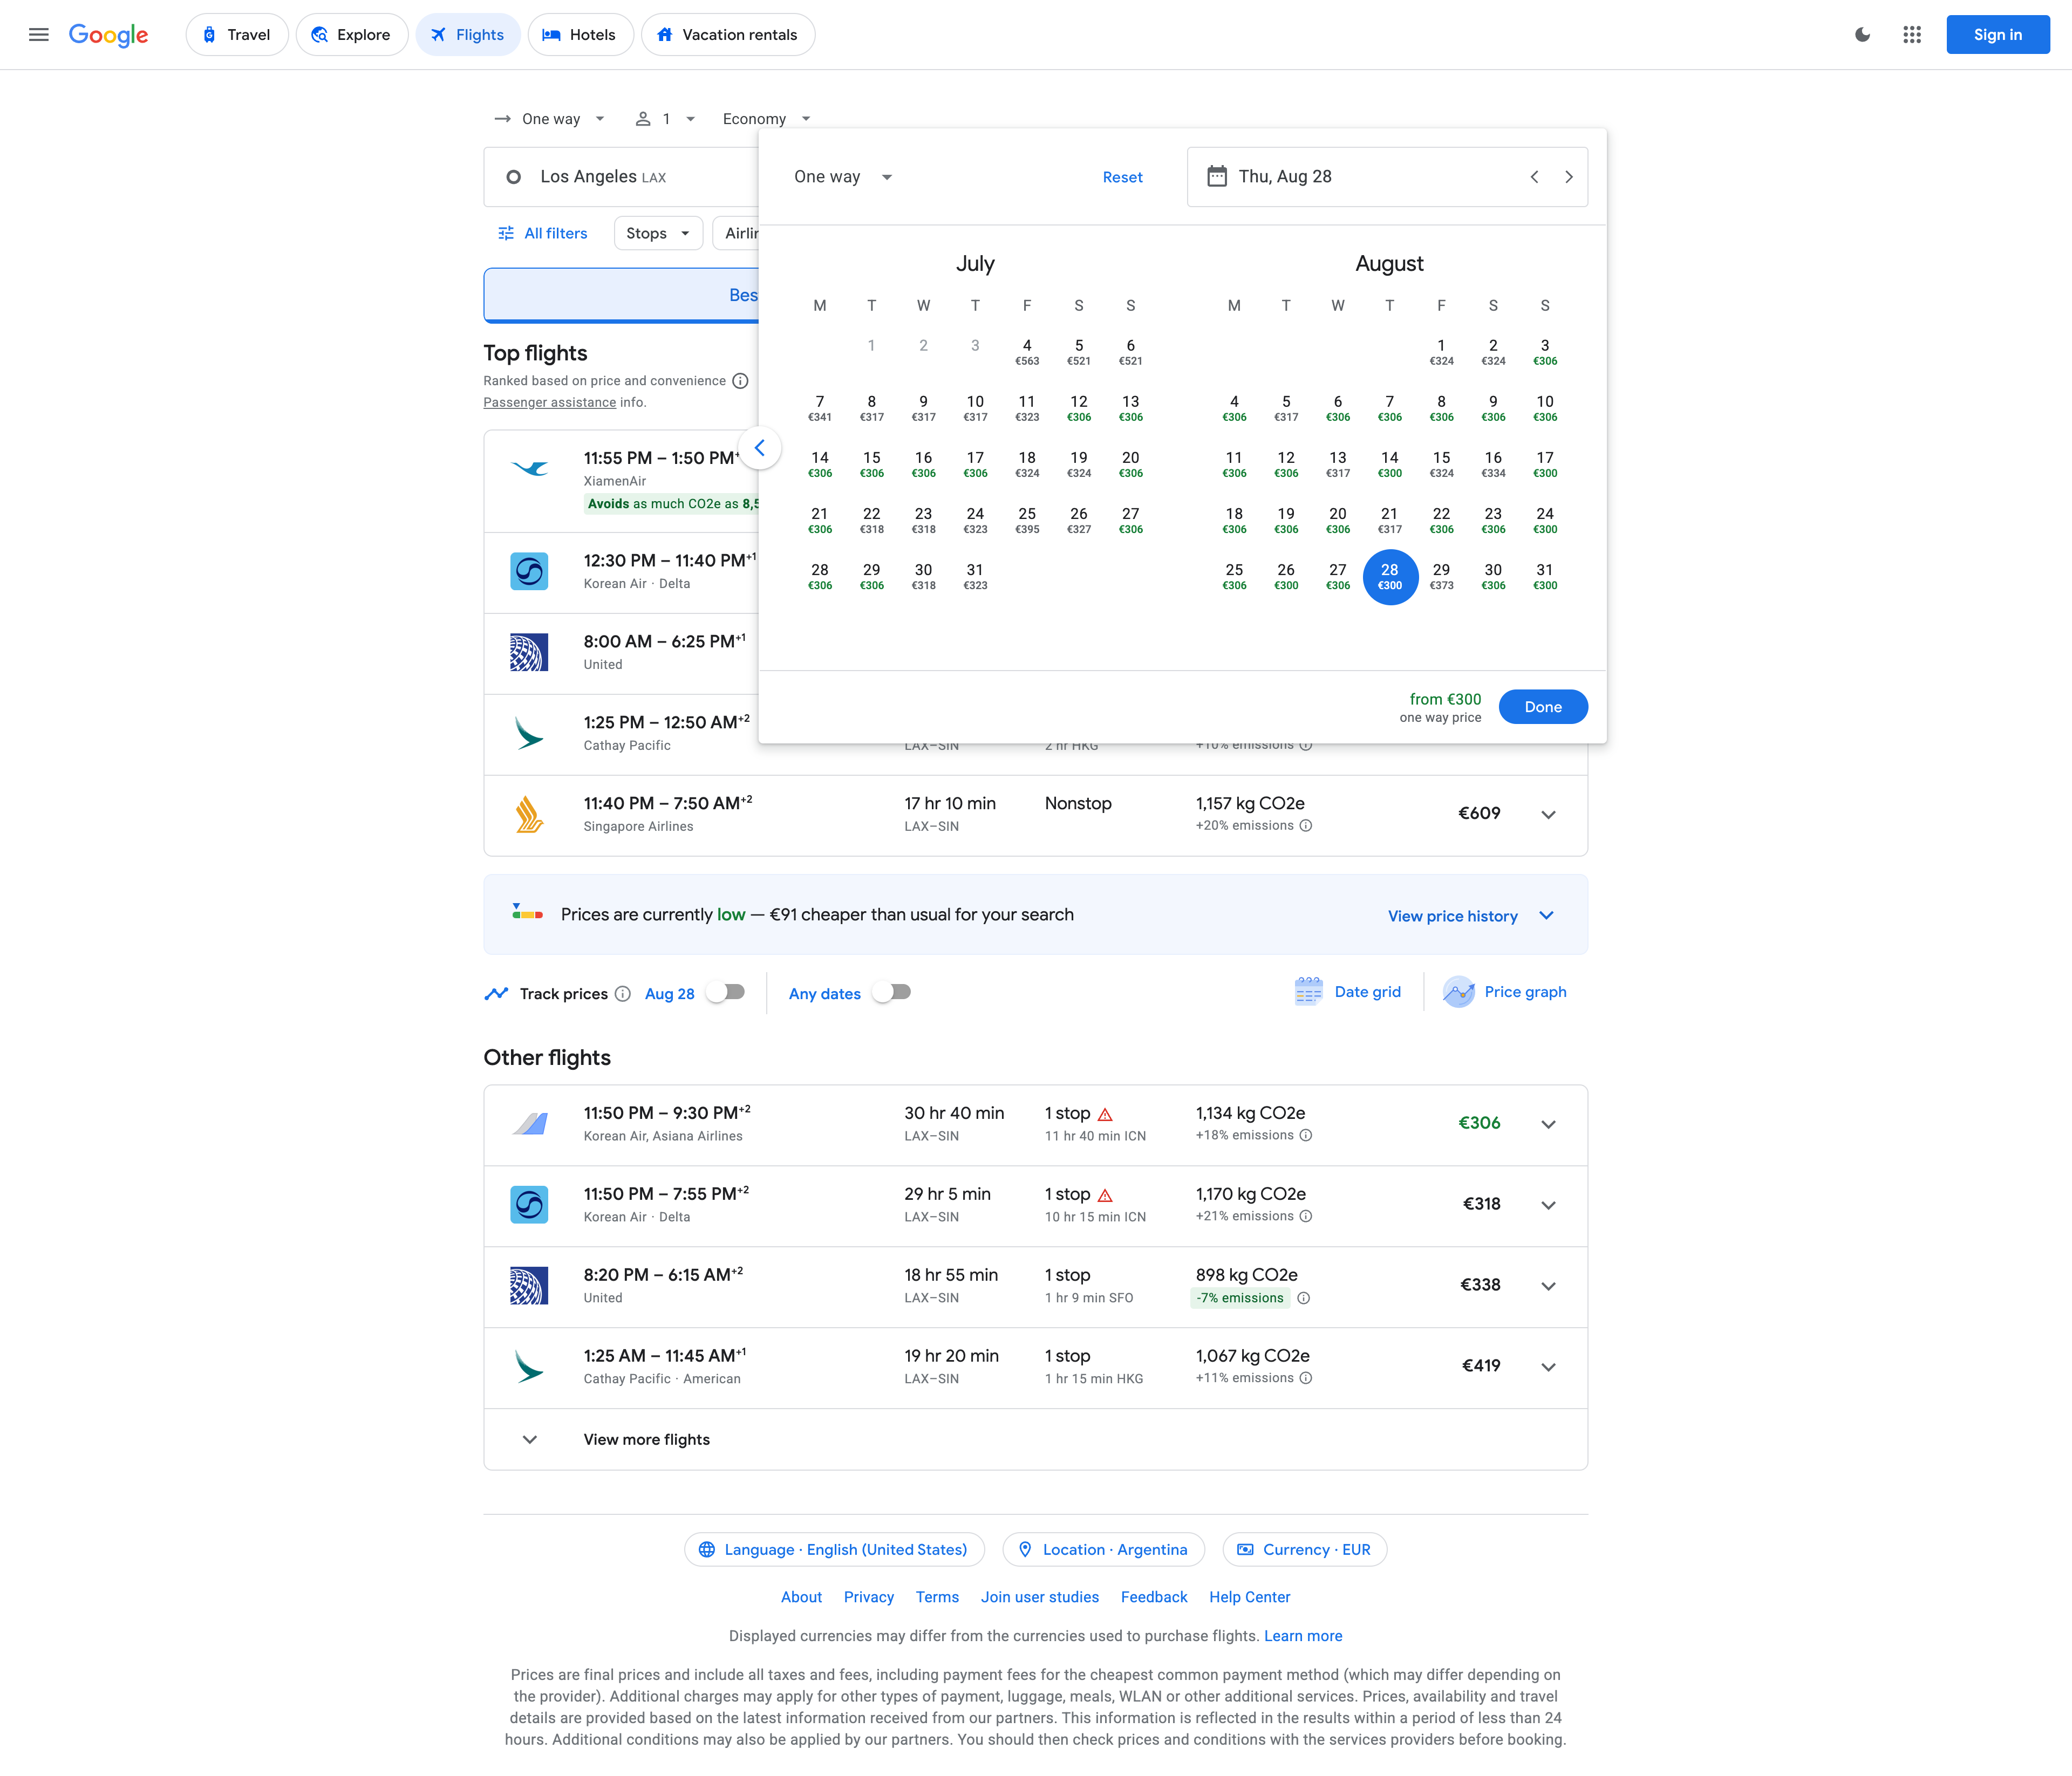 Google
Travel
Explore
Flights
Hotels
Vacation rentals
Sign in
One way
1
Economy
Los Angeles LAX
One way
Reset
Thu, Aug 28
All filters
Stops
Top flights
Ranked based on price and convenience
Passenger assistance info.
July
M T W T F S S
1 2 3 4 5 6
€563 €521 €521
7 8 9 10 11 12 13
€341 €317 €317 €317 €323 €306 €306
14 15 16 17 18 19 20
€306 €306 €306 €306 €324 €324 €306
21 22 23 24 25 26 27
€306 €318 €318 €323 €395 €327 €306
28 29 30 31
€306 €306 €318 €323
August
M T W T F S S
1 2 3
€324 €324 €306
4 5 6 7 8 9 10
€306 €317 €306 €306 €306 €306 €306
11 12 13 14 15 16 17
€306 €306 €317 €300 €324 €334 €300
18 19 20 21 22 23 24
€306 €306 €306 €317 €306 €306 €300
25 26 27 28 29 30 31
€306 €300 €306 €300 €373 €306 €300
from €300
one way price
Done
11:55 PM – 1:50 PM
XiamenAir
Avoids as much CO2e as
12:30 PM – 11:40 PM+1
Korean Air · Delta
8:00 AM – 6:25 PM+1
United
1:25 PM – 12:50 AM+2
Cathay Pacific
LAX–SIN
2 hr HKG
+10% emissions
11:40 PM – 7:50 AM+2
17 hr 10 min
Nonstop
1,157 kg CO2e
€609
Singapore Airlines
LAX–SIN
+20% emissions
Prices are currently low — €91 cheaper than usual for your search
View price history
Track prices
Aug 28
Any dates
Date grid
Price graph
Other flights
11:50 PM – 9:30 PM+2
30 hr 40 min
1 stop
1,134 kg CO2e
€306
Korean Air, Asiana Airlines
LAX–SIN
11 hr 40 min ICN
+18% emissions
11:50 PM – 7:55 PM+2
29 hr 5 min
1 stop
1,170 kg CO2e
€318
Korean Air · Delta
LAX–SIN
10 hr 15 min ICN
+21% emissions
8:20 PM – 6:15 AM+2
18 hr 55 min
1 stop
898 kg CO2e
€338
United
LAX–SIN
1 hr 9 min SFO
-7% emissions
1:25 AM – 11:45 AM+1
19 hr 20 min
1 stop
1,067 kg CO2e
€419
Cathay Pacific · American
LAX–SIN
1 hr 15 min HKG
+11% emissions
View more flights
Language · English (United States)
Location · Argentina
Currency · EUR
About
Privacy
Terms
Join user studies
Feedback
Help Center
Displayed currencies may differ from the currencies used to purchase flights. Learn more
Prices are final prices and include all taxes and fees, including payment fees for the cheapest common payment method (which may differ depending on
the provider). Additional charges may apply for other types of payment, luggage, meals, WLAN or other additional services. Prices, availability and travel
details are provided based on the latest information received from our partners. This information is reflected in the results within a period of less than 24
hours. Additional conditions may also be applied by our partners. You should then check prices and conditions with the services providers before booking.